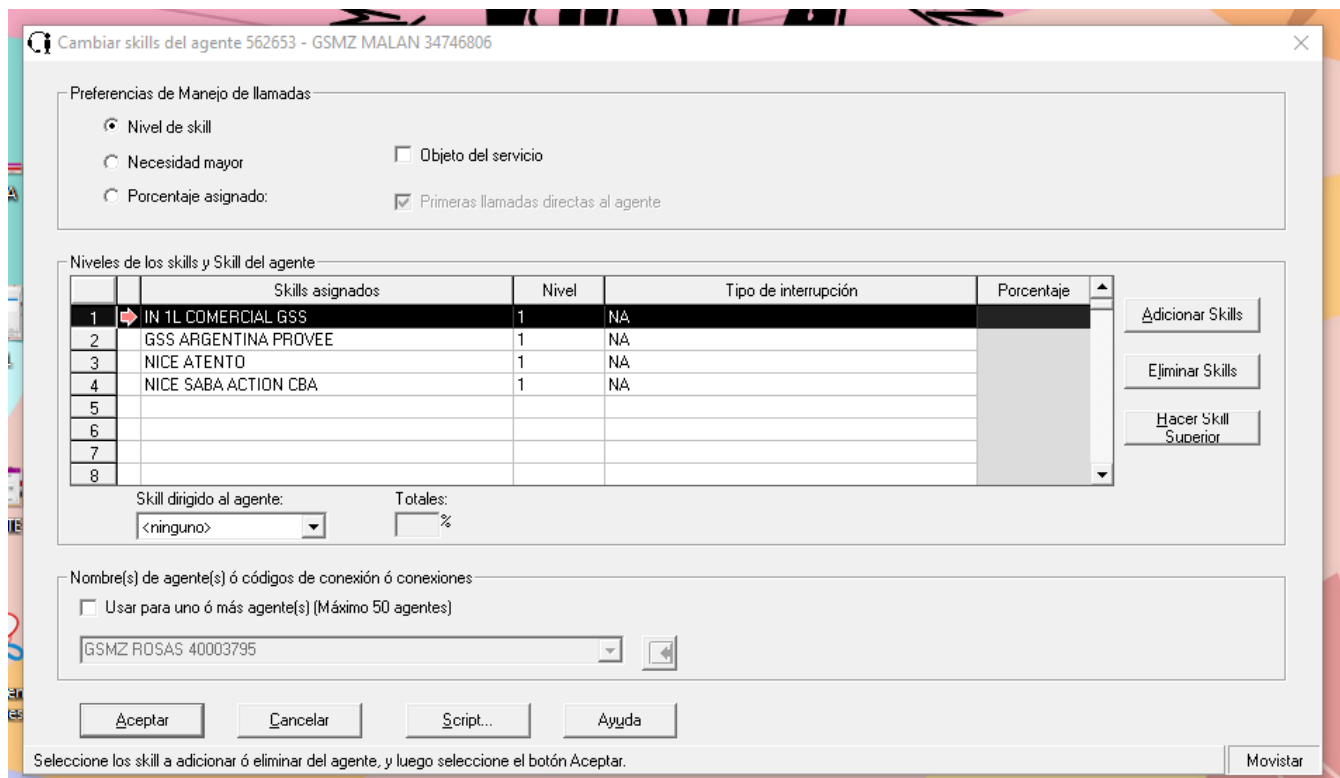 Cambiar skills del agente 562653 - GSMZ MALAN 34746806
Preferencias de Manejo de llamadas
Nivel de skill
Necesidad mayor
Porcentaje asignado:
Objeto del servicio
Primeras llamadas directas al agente
Niveles de los skills y Skill del agente
Skills asignados Nivel Tipo de interrupción Porcentaje
1 IN 1L COMERCIAL GSS 1 NA
2 GSS ARGENTINA PROVEE 1 NA
3 NICE ATENTO 1 NA
4 NICE SABA ACTION CBA 1 NA
5
6
7
8
Adicionar Skills
Eliminar Skills
Hacer Skill
Superior
Skill dirigido al agente: Totales:
<ninguno> %
Nombre(s) de agente(s) ó códigos de conexión ó conexiones
Usar para uno ó más agente(s) (Máximo 50 agentes)
GSMZ ROSAS 40003795
Aceptar Cancelar Script... Ayuda
Seleccione los skill a adicionar ó eliminar del agente, y luego seleccione el botón Aceptar. Movistar